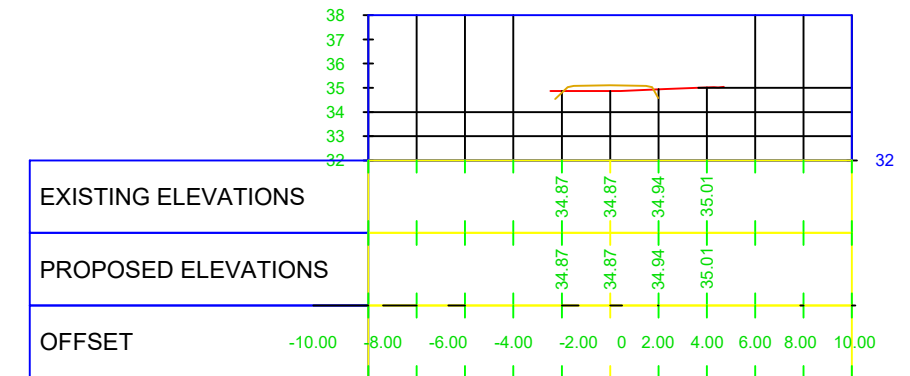 38
37
36
35
34
33
32
32
EXISTING ELEVATIONS 34.87 34.87 34.94 35.01
PROPOSED ELEVATIONS 34.87 34.87 34.94 35.01
OFFSET -10.00 -8.00 -6.00 -4.00 -2.00 0 2.00 4.00 6.00 8.00 10.00